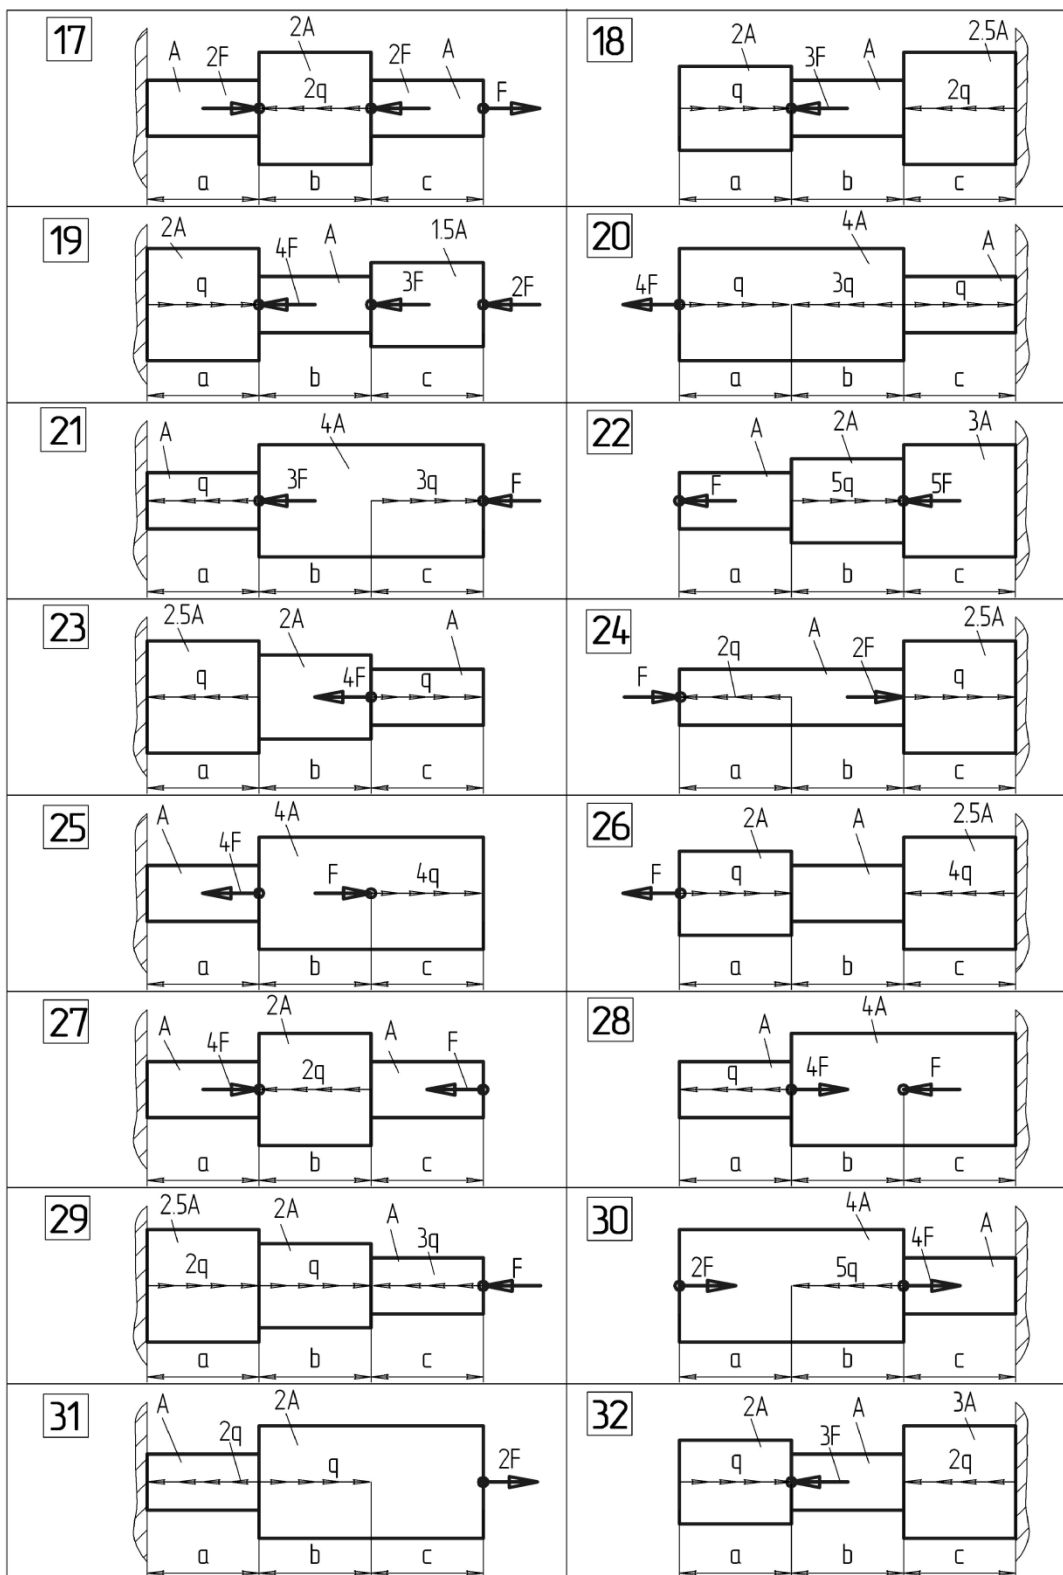 17 A 2F 2A 2q 2F A F
a b c
18 2A q 3F A 2q 2.5A
a b c
19 2A q 4F A 3F 1.5A 2F
a b c
20 4F q 3q 4A q A
a b c
21 A q 3F 4A 3q F
a b c
22 F A 5q 2A 5F 3A
a b c
23 2.5A q 2A 4F q A
a b c
24 F 2q A 2F q 2.5A
a b c
25 A 4F 4A F 4q
a b c
26 F 2A q A 4q 2.5A
a b c
27 A 4F 2A 2q A F
a b c
28 q A 4F 4A F
a b c
29 2.5A 2q 2A q A 3q F
a b c
30 2F 5q 4A 4F A
a b c
31 A 2q 2A q 2F
a b c
32 2A q 3F A 2q 3A
a b c